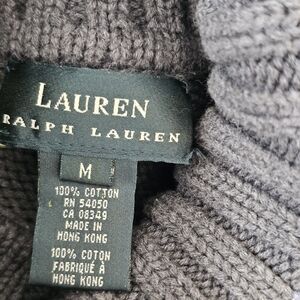 LAUREN
RALPH LAUREN
M
100% COTTON
RN 54050
CA 08349
MADE IN
HONG KONG
100% COTON
FABRIQUÉ À
HONG KONG